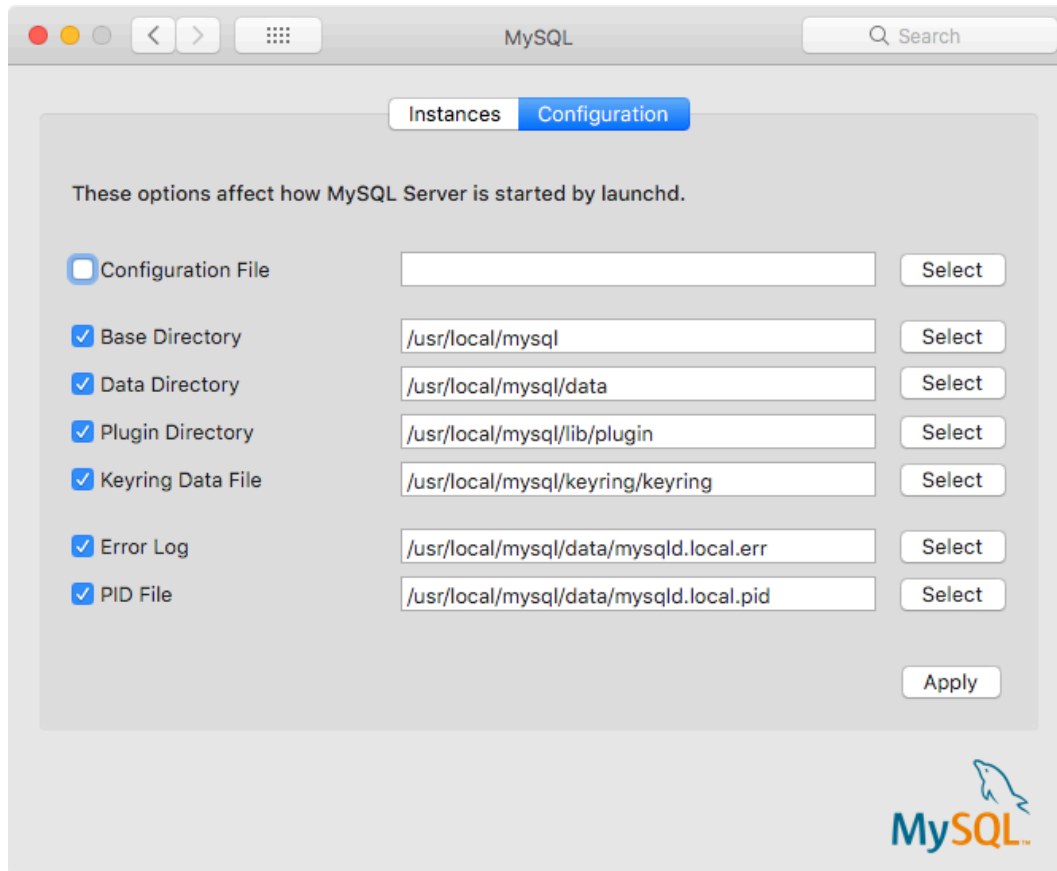 MySQL
Search
Instances Configuration
These options affect how MySQL Server is started by launchd.
Configuration File Select
Base Directory /usr/local/mysql Select
Data Directory /usr/local/mysql/data Select
Plugin Directory /usr/local/mysql/lib/plugin Select
Keyring Data File /usr/local/mysql/keyring/keyring Select
Error Log /usr/local/mysql/data/mysqld.local.err Select
PID File /usr/local/mysql/data/mysqld.local.pid Select
Apply
MySQL™